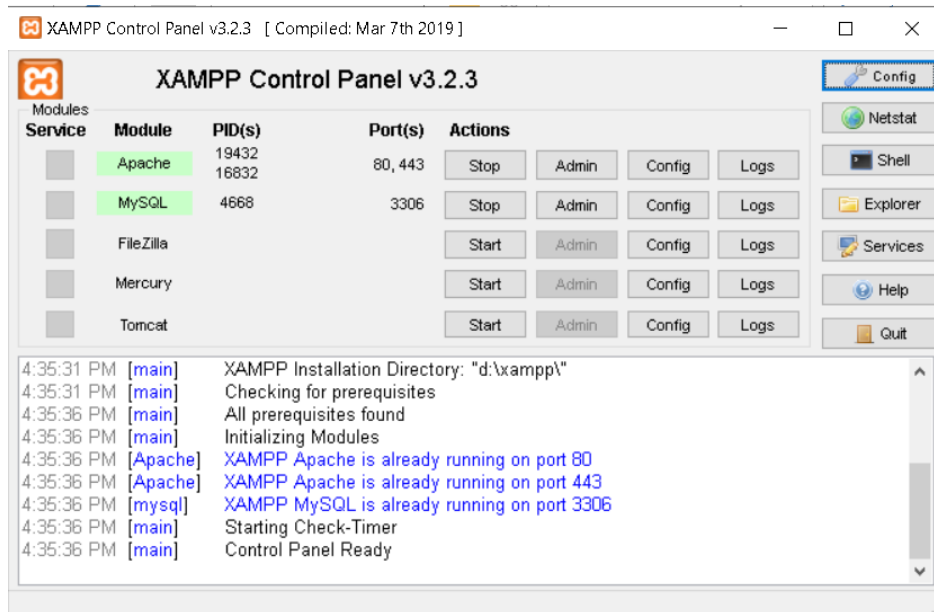 XAMPP Control Panel v3.2.3 [ Compiled: Mar 7th 2019 ]
XAMPP Control Panel v3.2.3
Config
Modules
Service Module PID(s) Port(s) Actions
Netstat
Apache 19432 16832 80, 443 Stop Admin Config Logs
Shell
MySQL 4668 3306 Stop Admin Config Logs
Explorer
FileZilla Start Admin Config Logs
Services
Mercury Start Admin Config Logs
Help
Tomcat Start Admin Config Logs
Quit
4:35:31 PM [main] XAMPP Installation Directory: "d:\xampp\"
4:35:31 PM [main] Checking for prerequisites
4:35:36 PM [main] All prerequisites found
4:35:36 PM [main] Initializing Modules
4:35:36 PM [Apache] XAMPP Apache is already running on port 80
4:35:36 PM [Apache] XAMPP Apache is already running on port 443
4:35:36 PM [mysql] XAMPP MySQL is already running on port 3306
4:35:36 PM [main] Starting Check-Timer
4:35:36 PM [main] Control Panel Ready